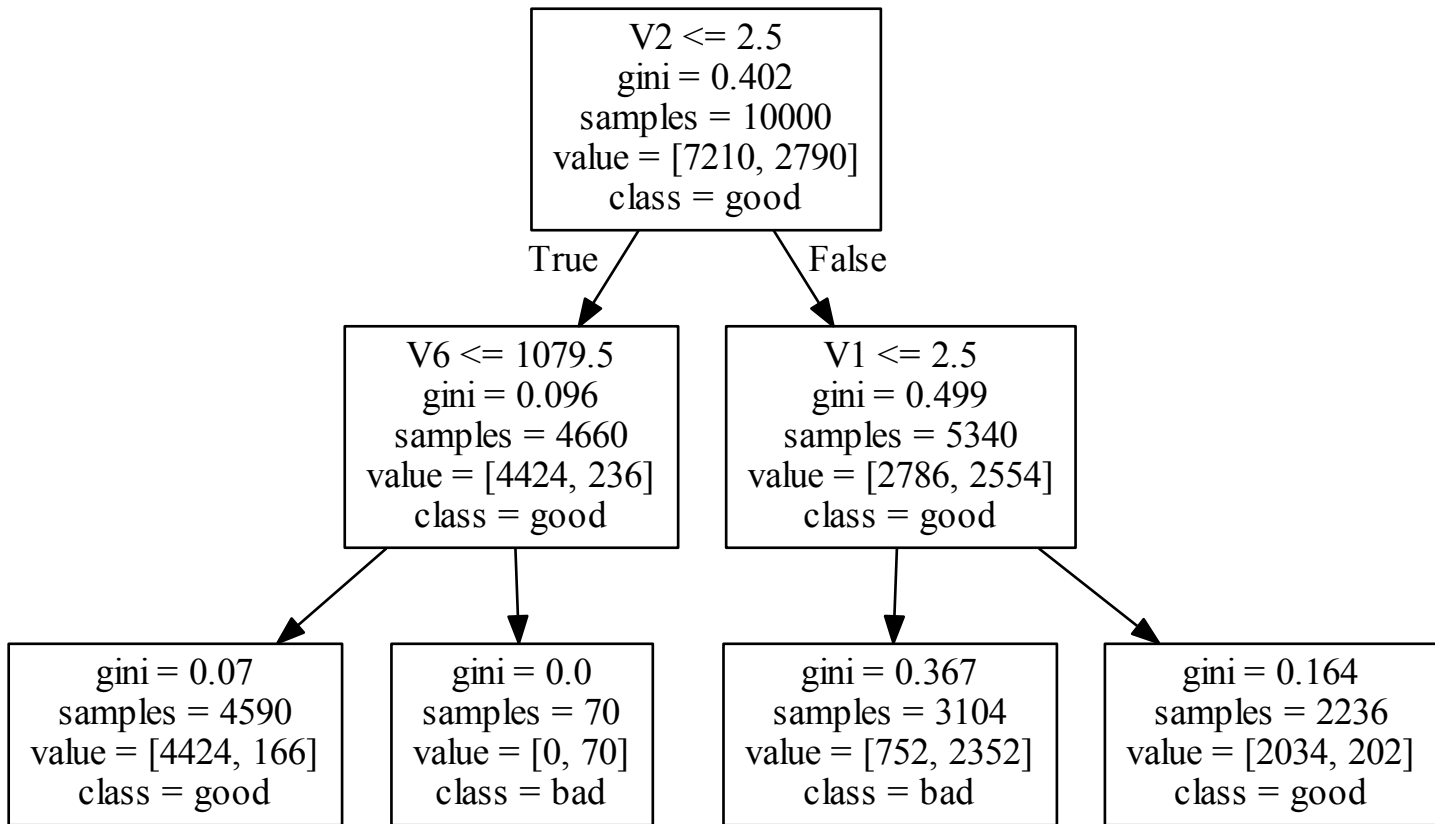 V2 <= 2.5
gini = 0.402
samples = 10000
value = [7210, 2790]
class = good
True
False
V6 <= 1079.5
gini = 0.096
samples = 4660
value = [4424, 236]
class = good
V1 <= 2.5
gini = 0.499
samples = 5340
value = [2786, 2554]
class = good
gini = 0.07
samples = 4590
value = [4424, 166]
class = good
gini = 0.0
samples = 70
value = [0, 70]
class = bad
gini = 0.367
samples = 3104
value = [752, 2352]
class = bad
gini = 0.164
samples = 2236
value = [2034, 202]
class = good